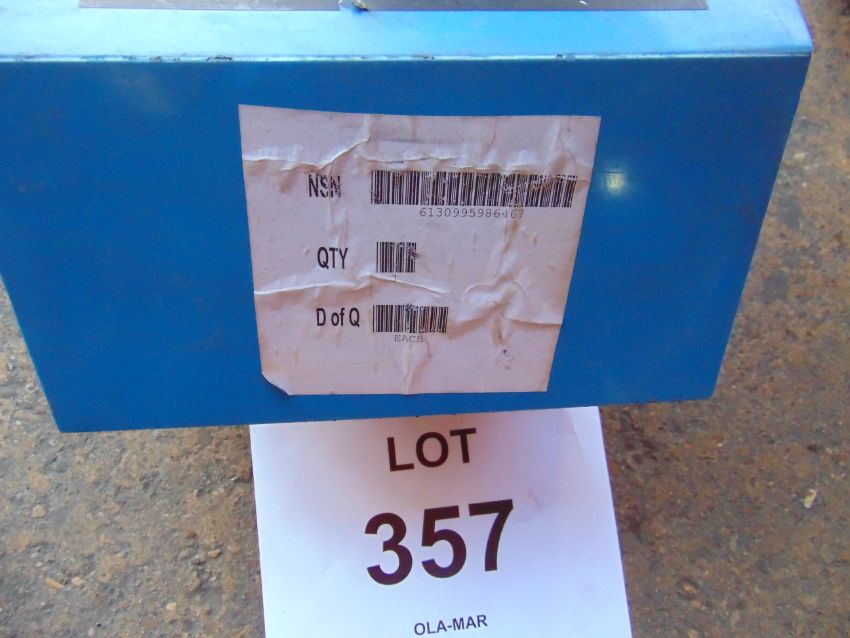 NSN
6130995986467
QTY
D of Q
EACH
LOT
357
OLA-MAR